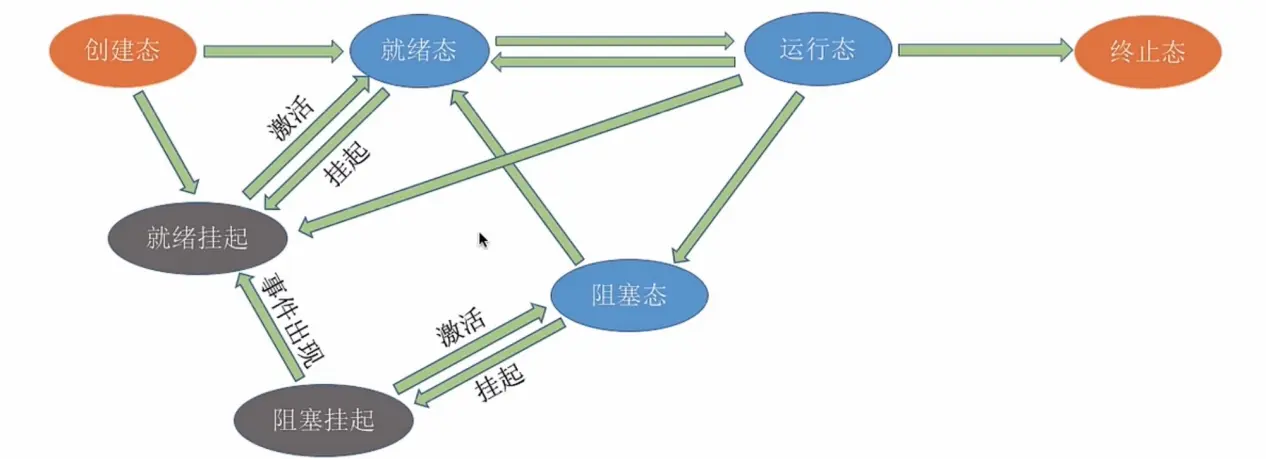 创建态
就绪态
运行态
终止态
激活
挂起
就绪挂起
事件出现
阻塞态
激活
挂起
阻塞挂起